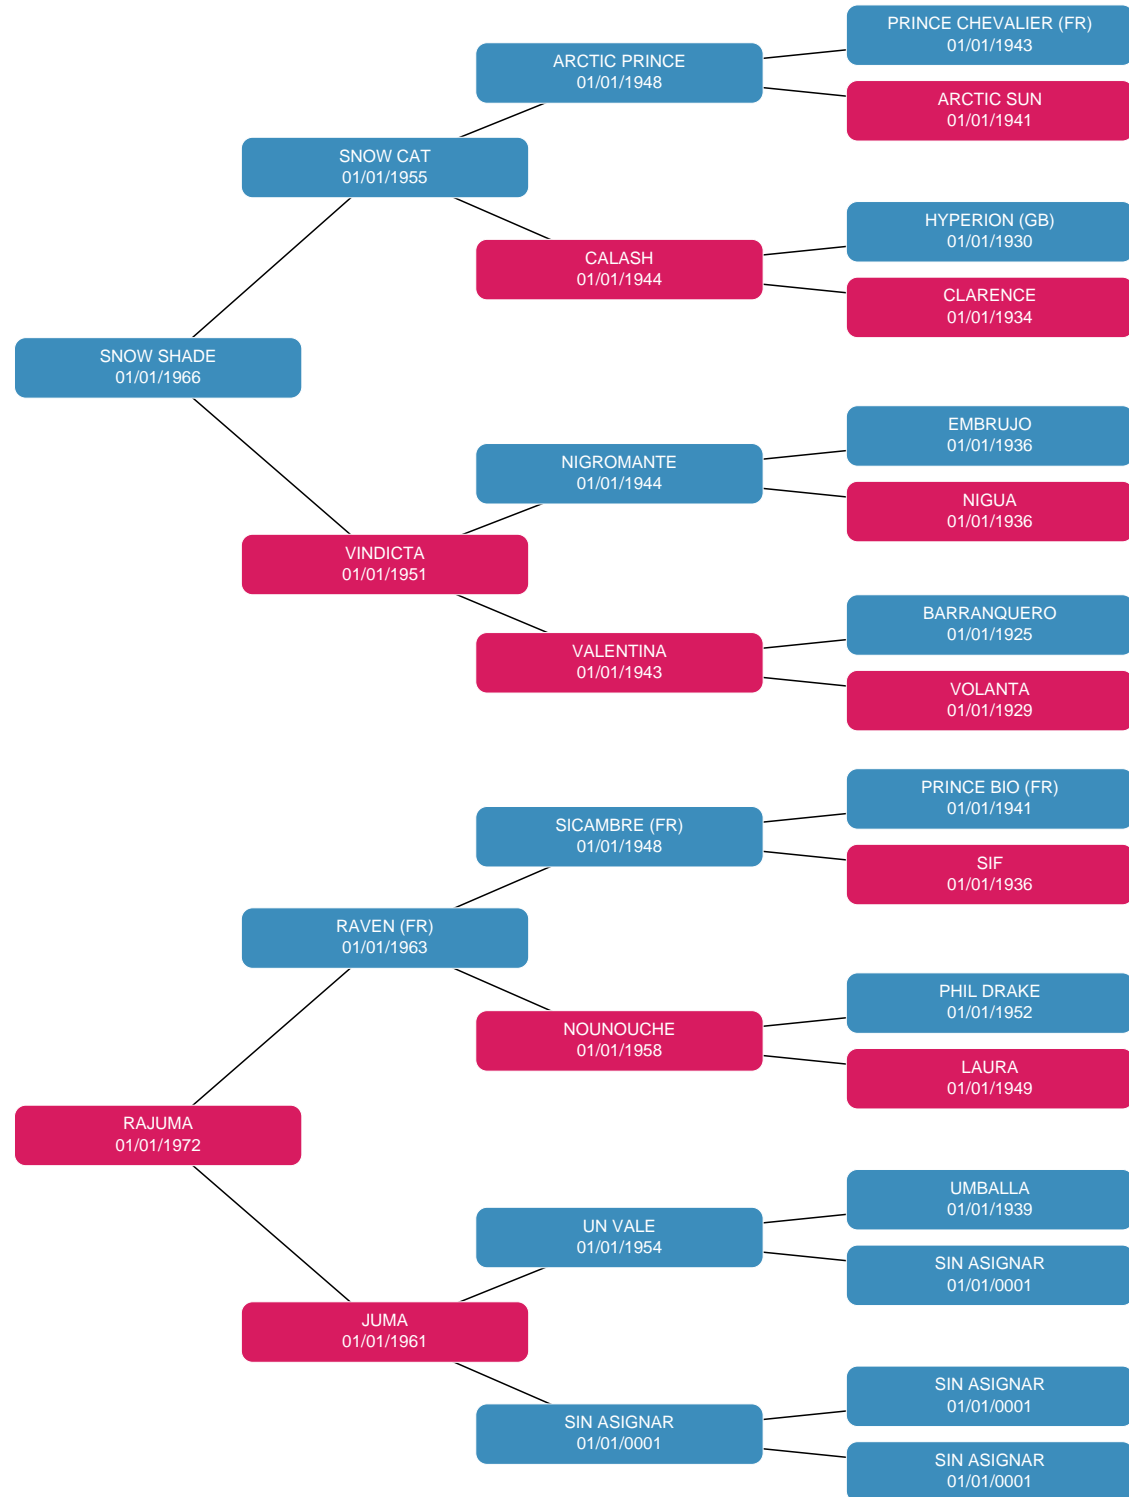 PRINCE CHEVALIER (FR)
01/01/1943
ARCTIC PRINCE
01/01/1948
ARCTIC SUN
01/01/1941
SNOW CAT
01/01/1955
HYPERION (GB)
01/01/1930
CALASH
01/01/1944
CLARENCE
01/01/1934
SNOW SHADE
01/01/1966
EMBRUJO
01/01/1936
NIGROMANTE
01/01/1944
NIGUA
01/01/1936
VINDICTA
01/01/1951
BARRANQUERO
01/01/1925
VALENTINA
01/01/1943
VOLANTA
01/01/1929
PRINCE BIO (FR)
01/01/1941
SICAMBRE (FR)
01/01/1948
SIF
01/01/1936
RAVEN (FR)
01/01/1963
PHIL DRAKE
01/01/1952
NOUNOUCHE
01/01/1958
LAURA
01/01/1949
RAJUMA
01/01/1972
UMBALLA
01/01/1939
UN VALE
01/01/1954
SIN ASIGNAR
01/01/0001
JUMA
01/01/1961
SIN ASIGNAR
01/01/0001
SIN ASIGNAR
01/01/0001
SIN ASIGNAR
01/01/0001